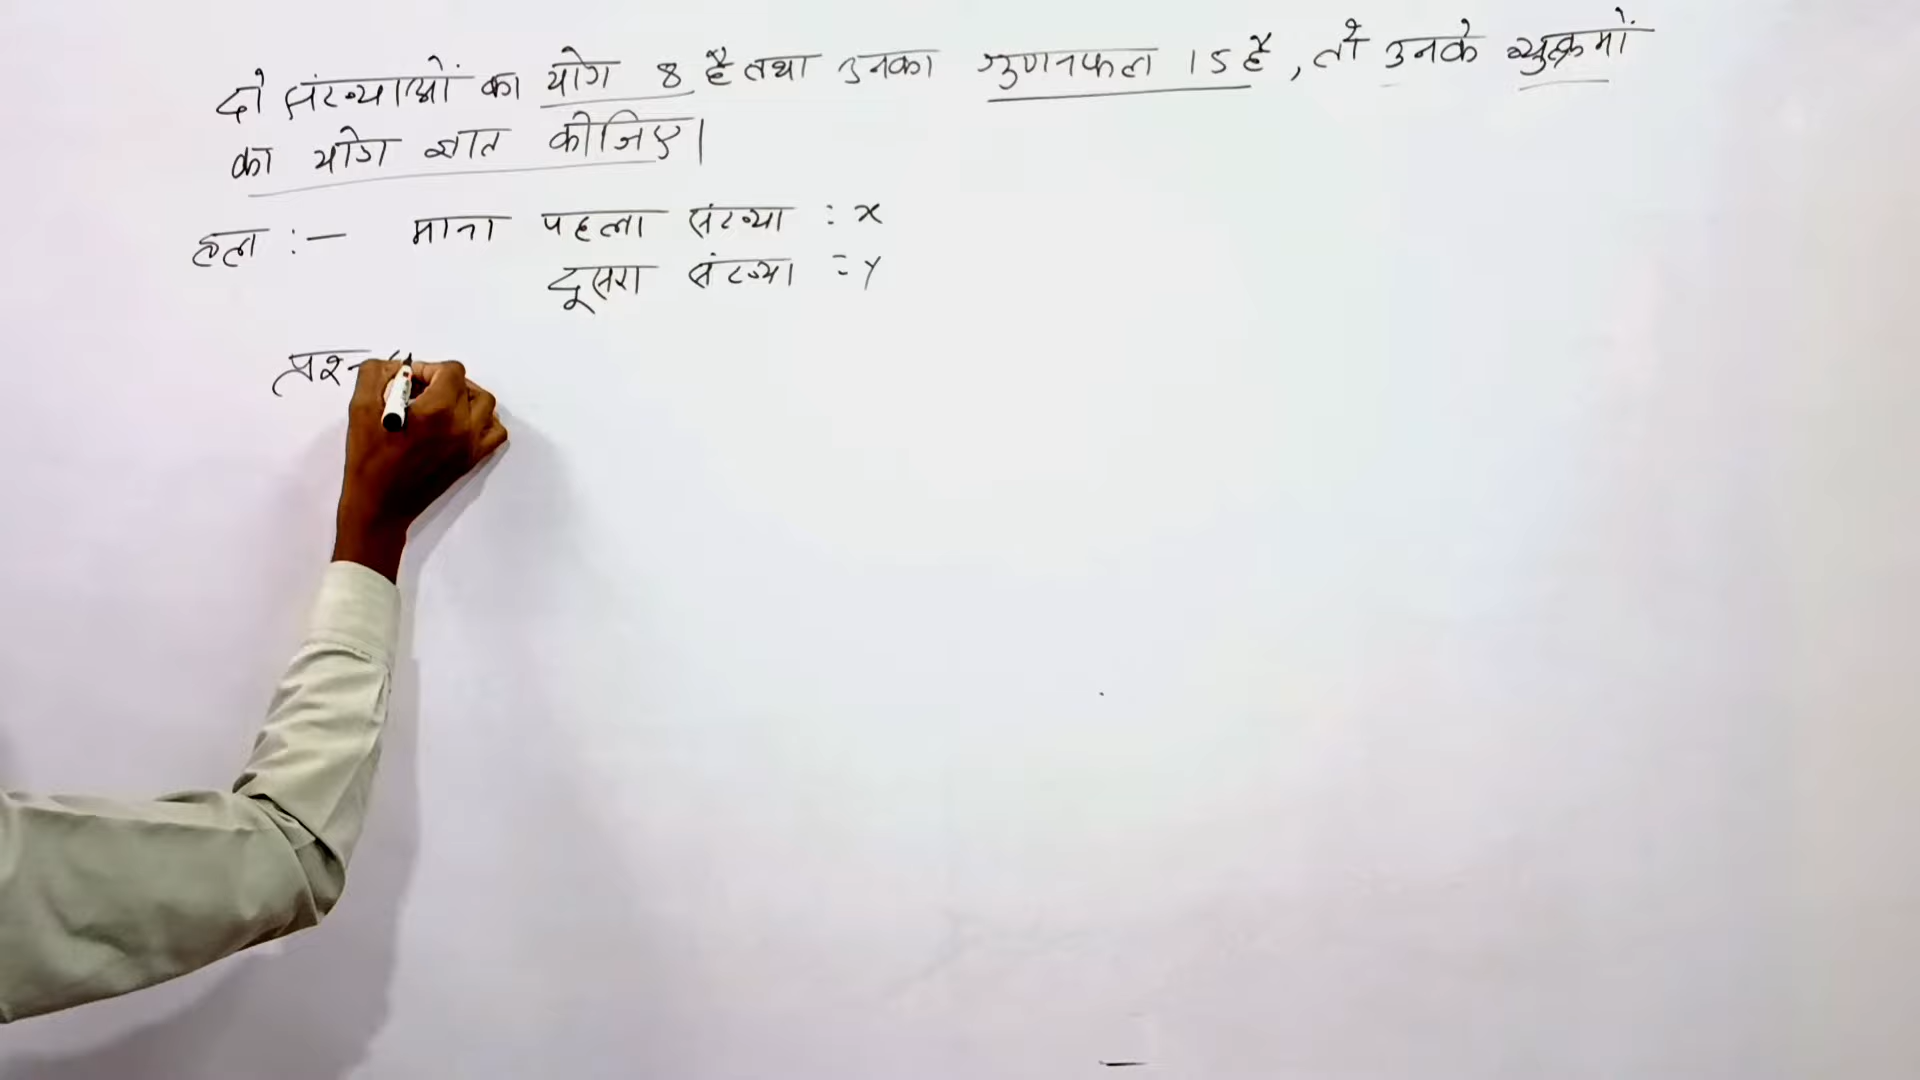 दो संख्याओं का योग 8 है तथा उनका गुणनफल 15 है, तो उनके व्युत्क्रमों
का योग ज्ञात कीजिए।
हल :- माना पहला संख्या : x
दूसरा संख्या = y